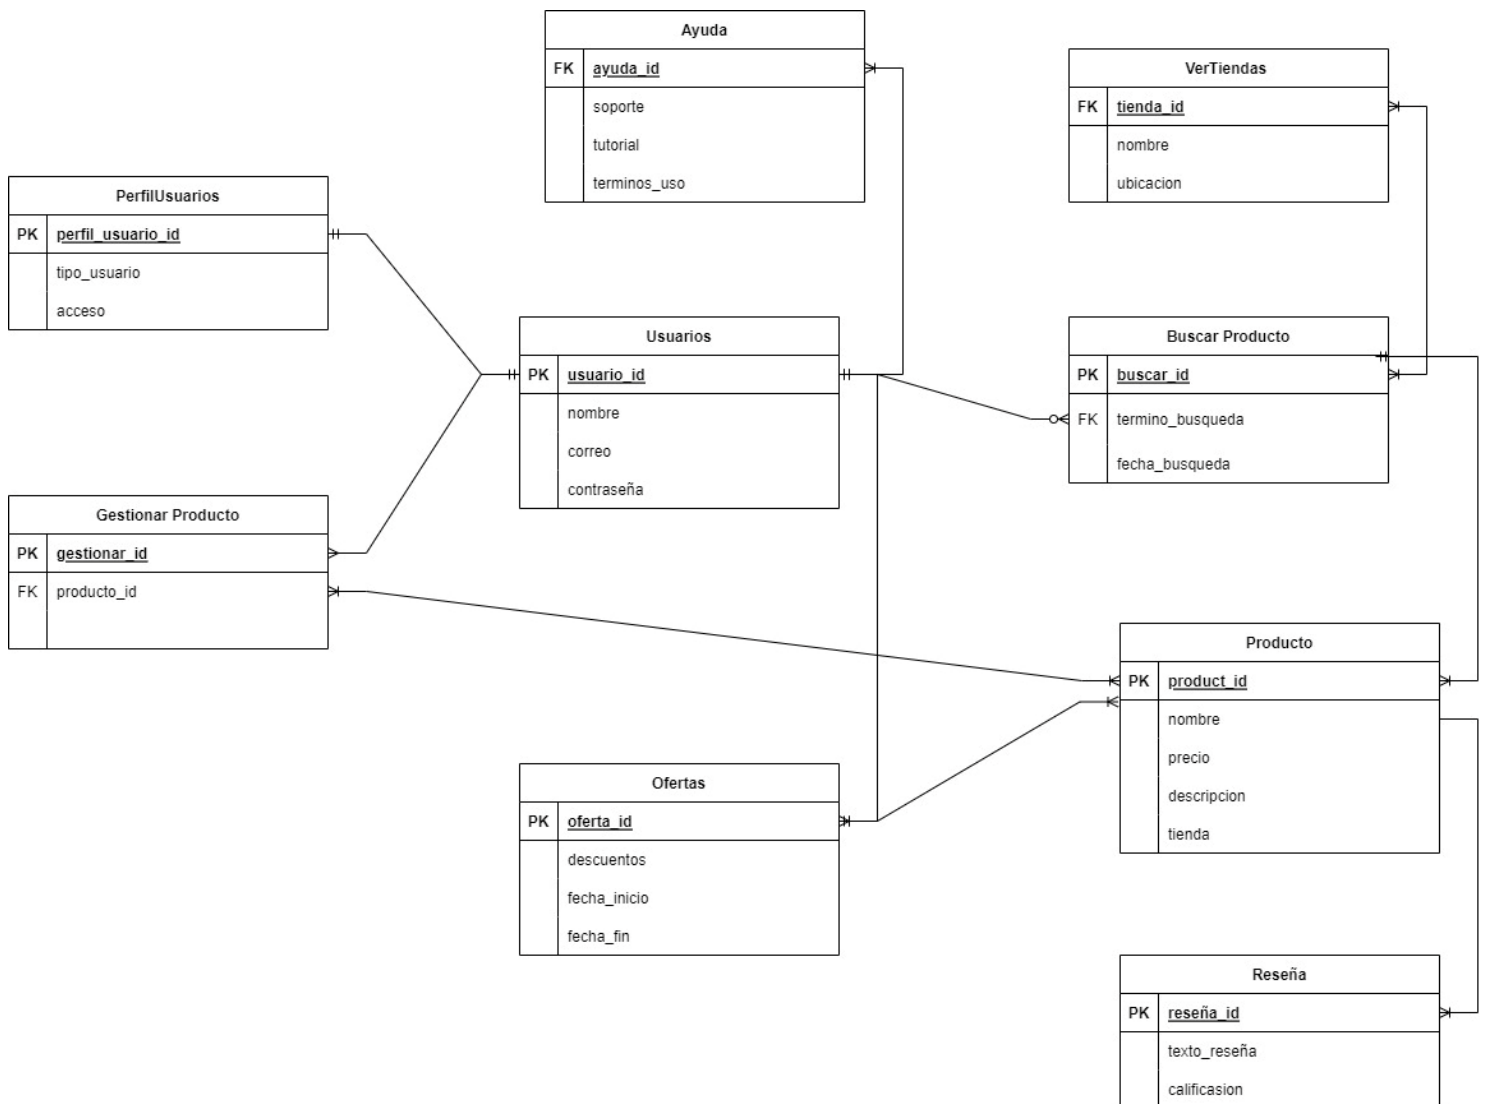 Ayuda
FK ayuda_id
soporte
tutorial
terminos_uso
VerTiendas
FK tienda_id
nombre
ubicacion
PerfilUsuarios
PK perfil_usuario_id
tipo_usuario
acceso
Usuarios
PK usuario_id
nombre
correo
contraseña
Buscar Producto
PK buscar_id
FK termino_busqueda
fecha_busqueda
Gestionar Producto
PK gestionar_id
FK producto_id
Producto
PK product_id
nombre
precio
descripcion
tienda
Ofertas
PK oferta_id
descuentos
fecha_inicio
fecha_fin
Reseña
PK reseña_id
texto_reseña
calificasion